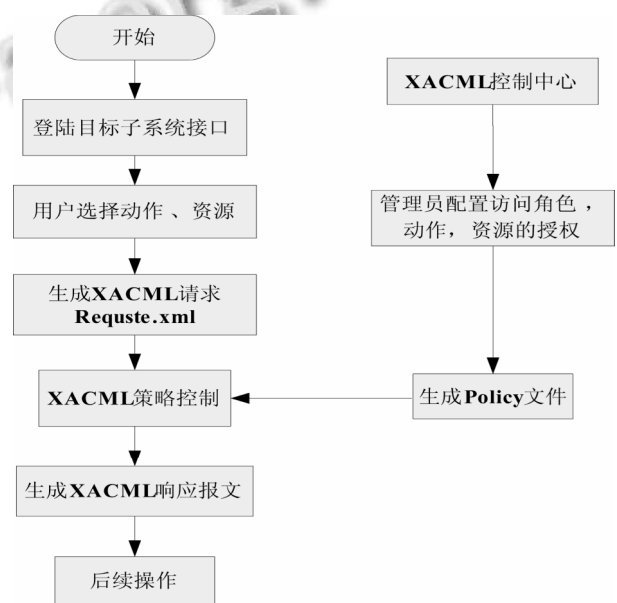 开始
登陆目标子系统接口
用户选择动作、资源
生成XACML请求
Requste.xml
XACML策略控制
生成XACML响应报文
后续操作
XACML控制中心
管理员配置访问角色，
动作，资源的授权
生成Policy文件